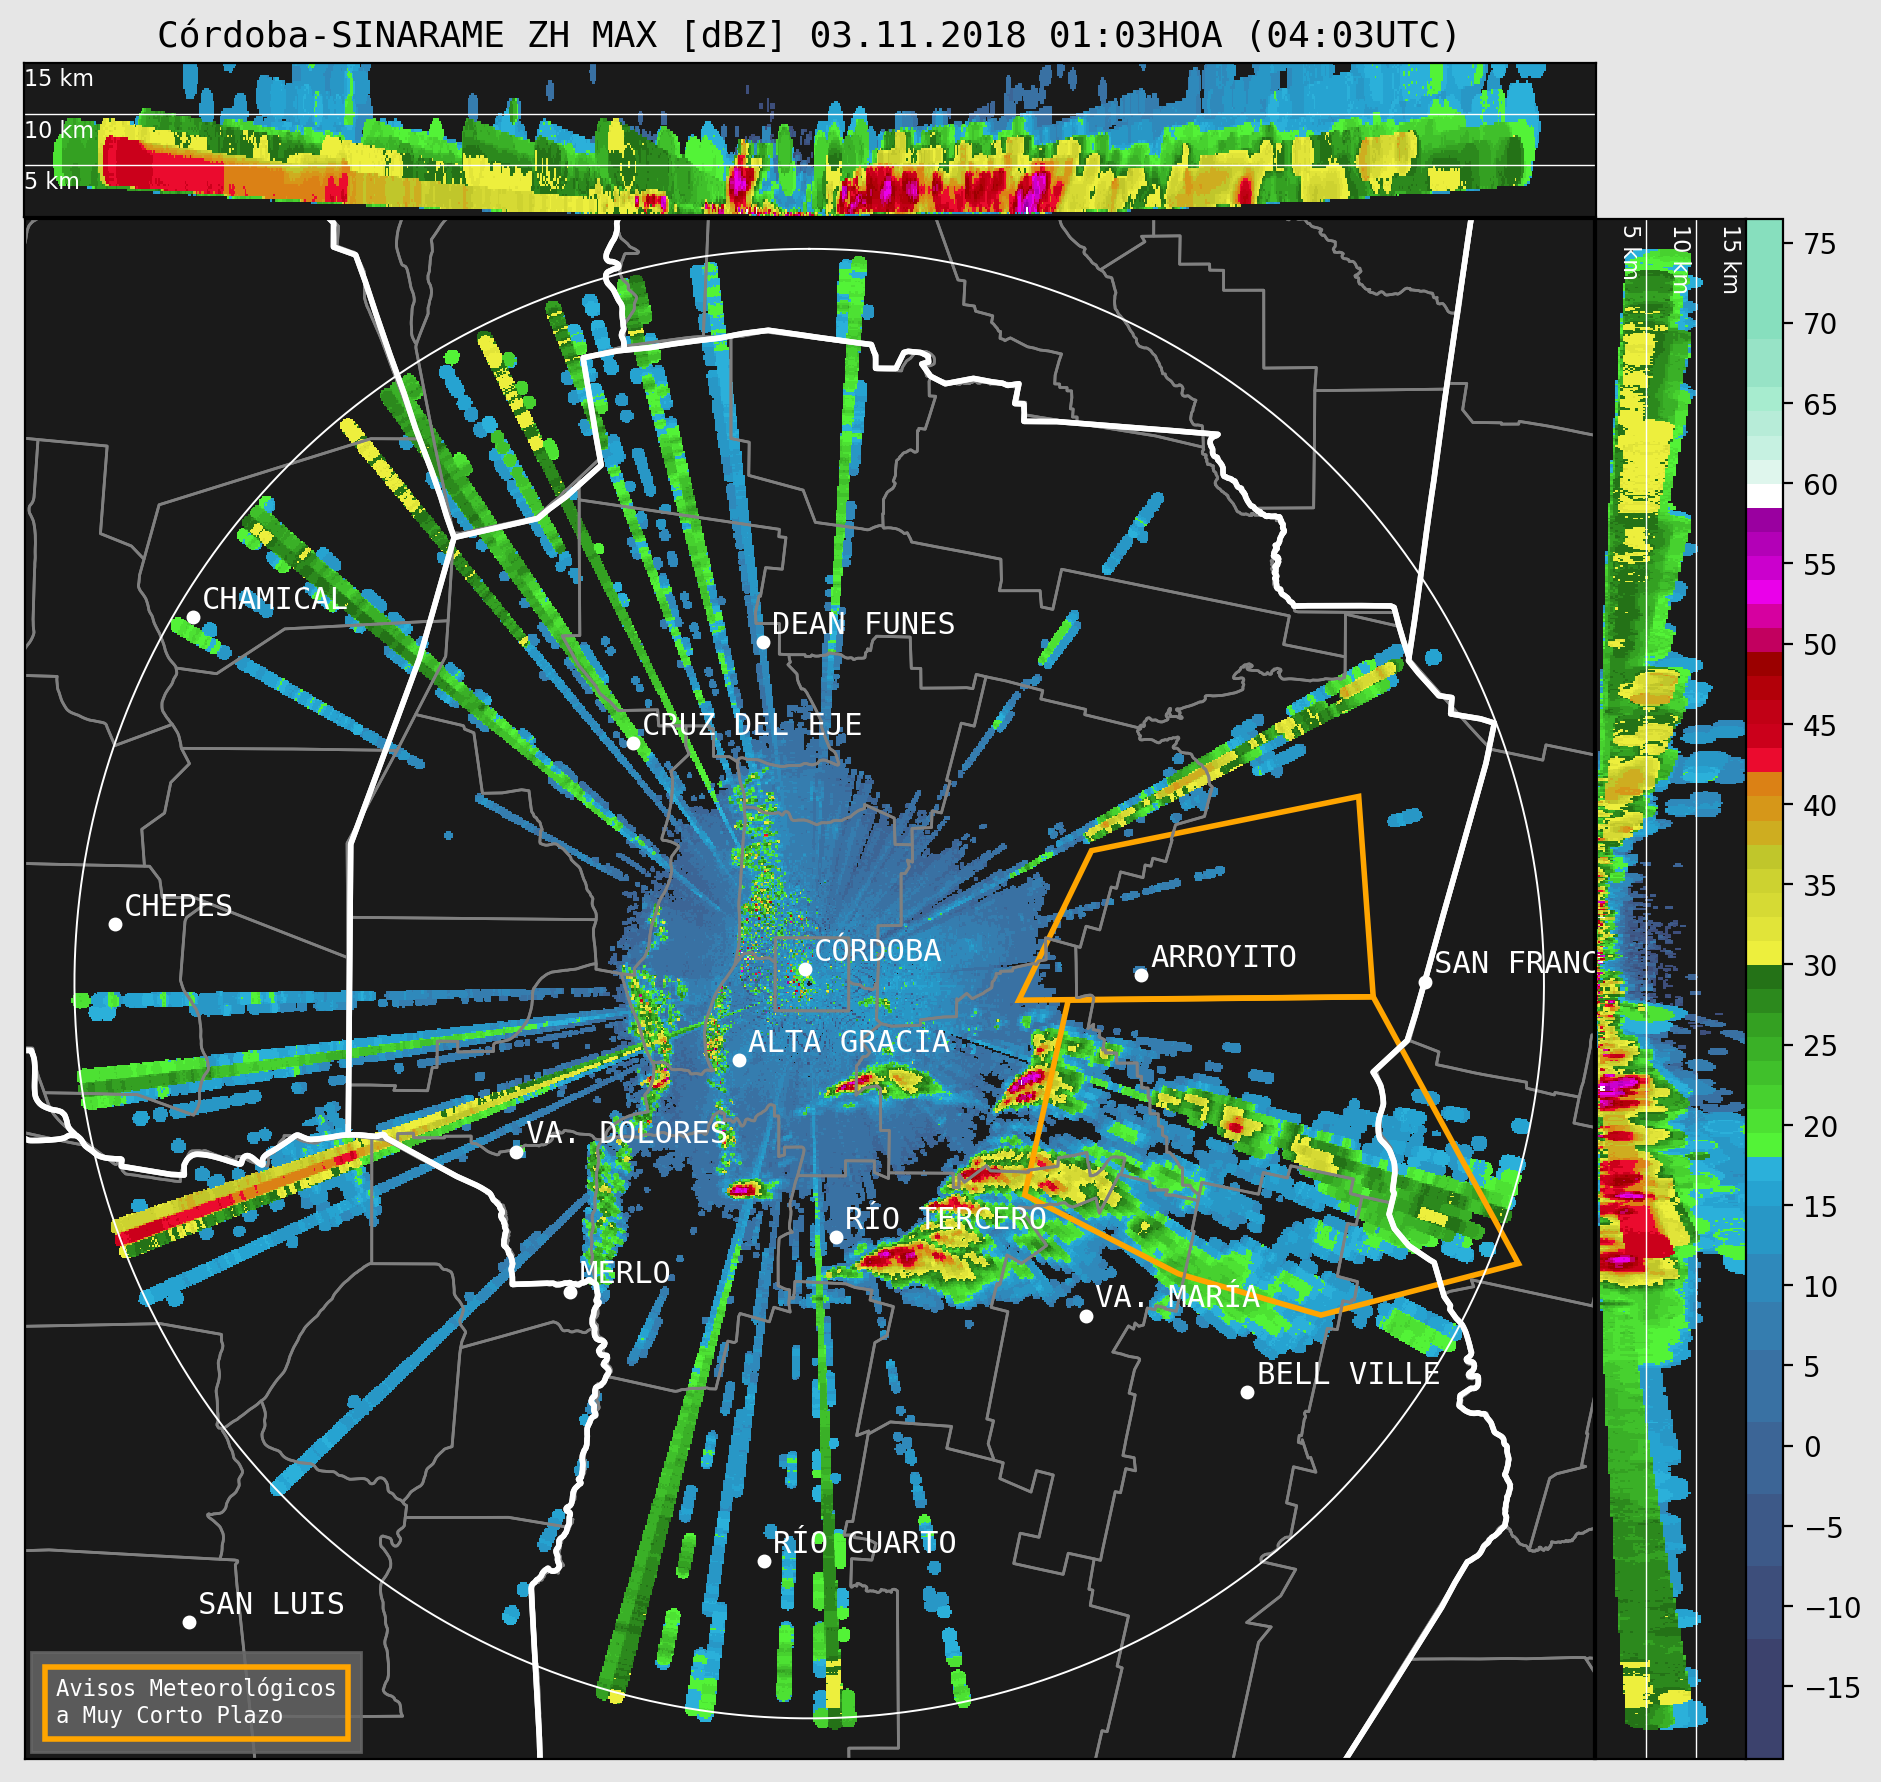 Córdoba-SINARAME ZH MAX [dBZ] 03.11.2018 01:03HOA (04:03UTC)
15 km
10 km
5 km
5 km
10 km
15 km
75
70
65
60
55
50
45
40
35
30
25
20
15
10
5
0
−5
−10
−15
CHAMICAL
DEAN FUNES
CRUZ DEL EJE
CHEPES
CÓRDOBA
ARROYITO
SAN FRANC
ALTA GRACIA
VA. DOLORES
RÍO TERCERO
MERLO
VA. MARÍA
BELL VILLE
RÍO CUARTO
SAN LUIS
Avisos Meteorológicos
a Muy Corto Plazo